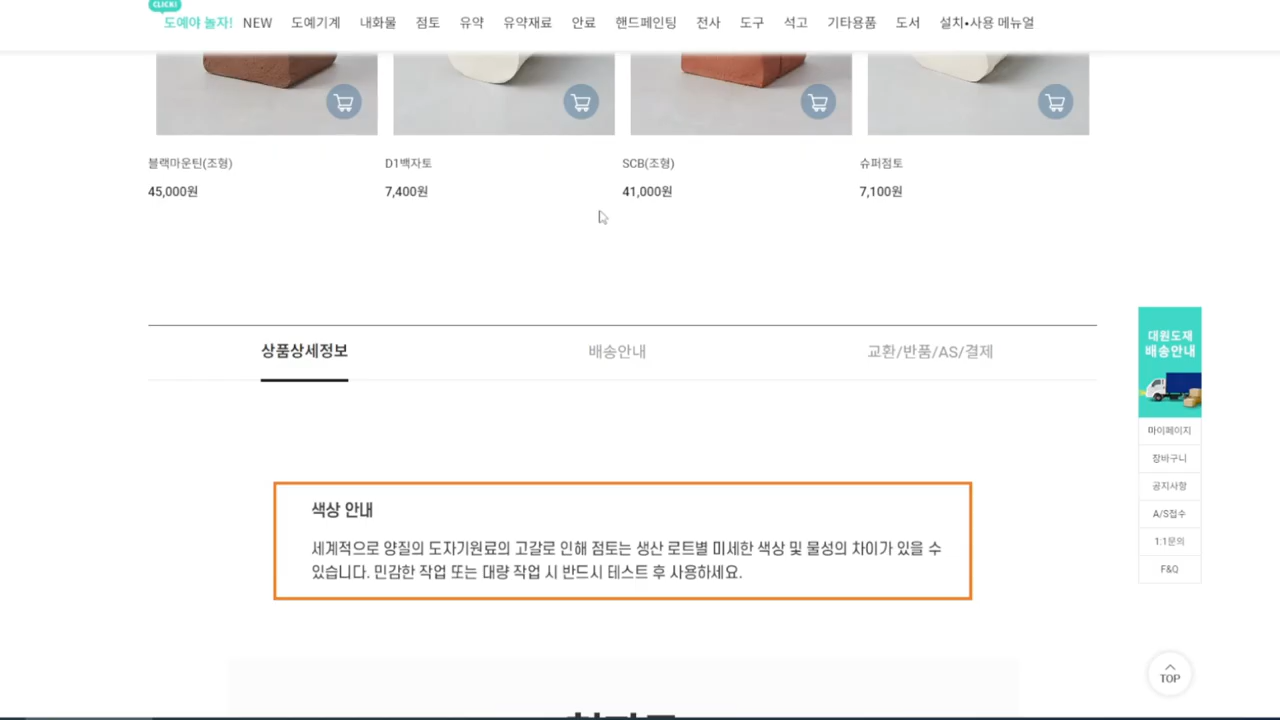 CLICK!
도예야 놀자! NEW 도예기계 내화물 점토 유약 유약재료 안료 핸드페인팅 전사 도구 석고 기타용품 도서 설치•사용 메뉴얼
블랙마운틴(조형) D1백자토 SCB(조형) 슈퍼점토
45,000원 7,400원 41,000원 7,100원
상품상세정보 배송안내 교환/반품/AS/결제
색상 안내
세계적으로 양질의 도자기원료의 고갈로 인해 점토는 생산 로트별 미세한 색상 및 물성의 차이가 있을 수
있습니다. 민감한 작업 또는 대량 작업 시 반드시 테스트 후 사용하세요.
대원도재
배송안내
마이페이지
장바구니
공지사항
A/S접수
1:1문의
F&Q
TOP